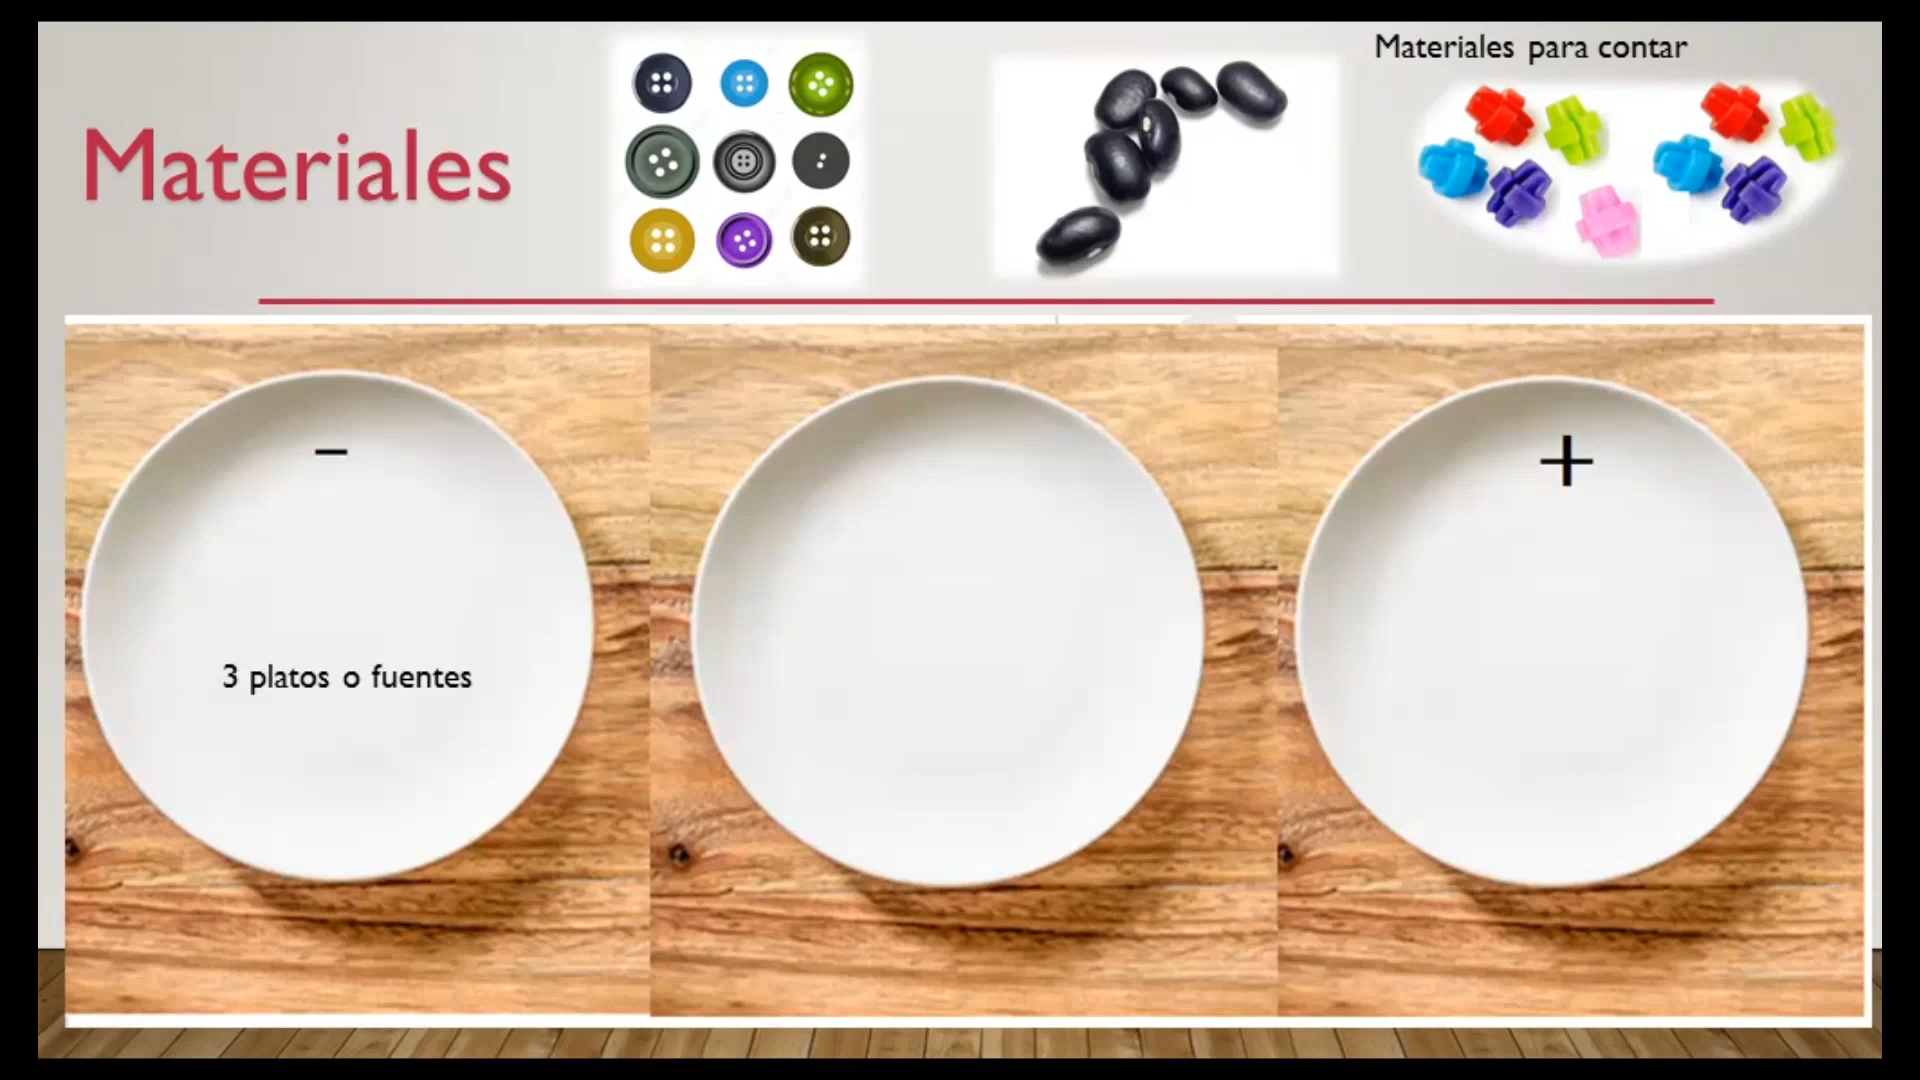 Materiales para contar
Materiales
–
+
3 platos o fuentes